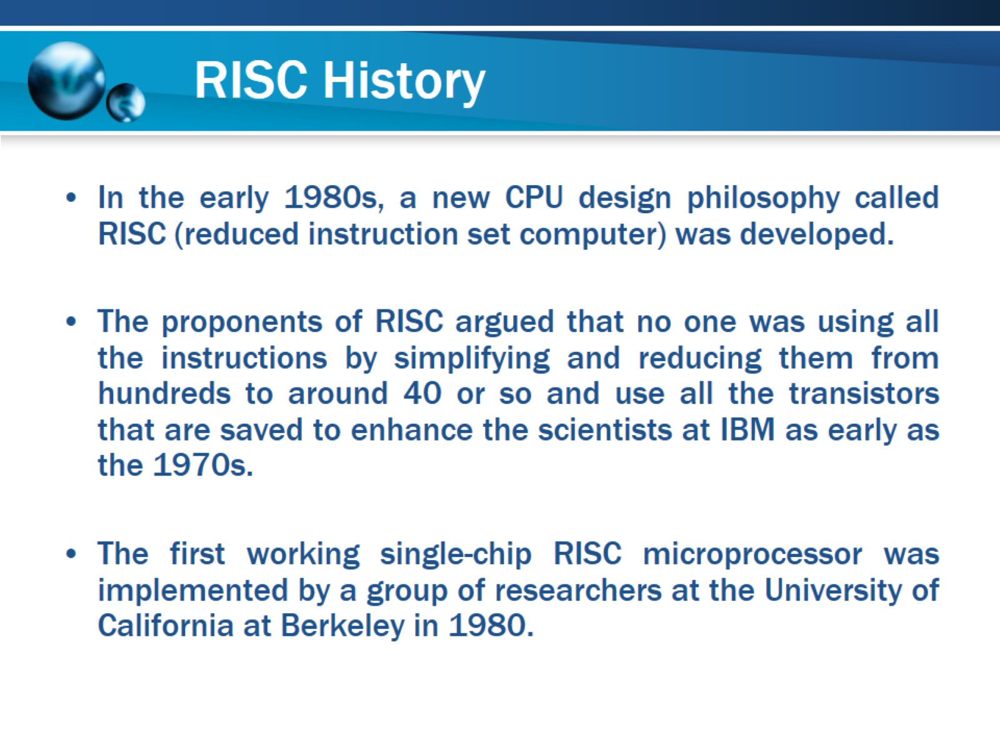 RISC History
• In the early 1980s, a new CPU design philosophy called
RISC (reduced instruction set computer) was developed.
• The proponents of RISC argued that no one was using all
the instructions by simplifying and reducing them from
hundreds to around 40 or so and use all the transistors
that are saved to enhance the scientists at IBM as early as
the 1970s.
• The first working single-chip RISC microprocessor was
implemented by a group of researchers at the University of
California at Berkeley in 1980.